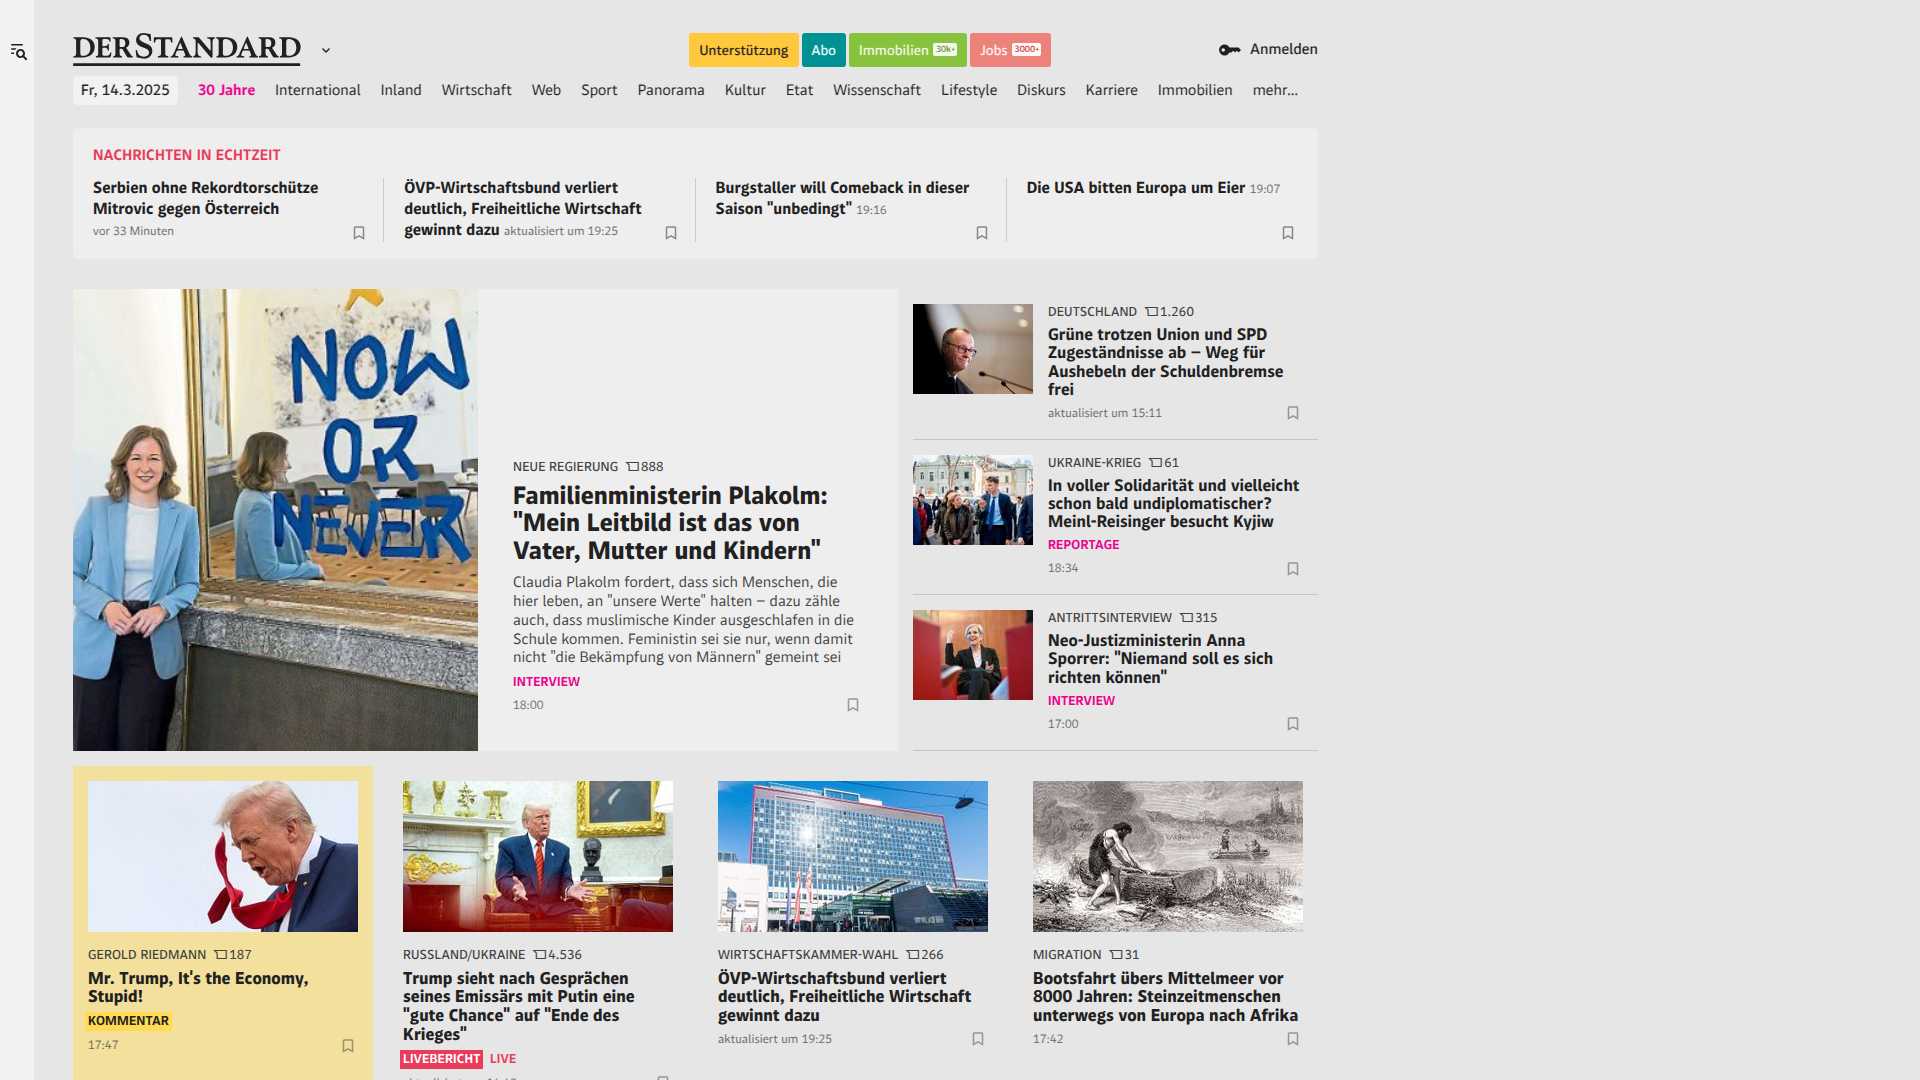 DERSTANDARD
Unterstützung
Abo
Immobilien 30k+
Jobs 3000+
Anmelden
Fr, 14.3.2025
30 Jahre
International
Inland
Wirtschaft
Web
Sport
Panorama
Kultur
Etat
Wissenschaft
Lifestyle
Diskurs
Karriere
Immobilien
mehr...
NACHRICHTEN IN ECHTZEIT
Serbien ohne Rekordtorschütze
Mitrovic gegen Österreich
vor 33 Minuten
ÖVP-Wirtschaftsbund verliert
deutlich, Freiheitliche Wirtschaft
gewinnt dazu aktualisiert um 19:25
Burgstaller will Comeback in dieser
Saison "unbedingt" 19:16
Die USA bitten Europa um Eier 19:07
NOW
OR
NEVER
NEUE REGIERUNG 888
Familienministerin Plakolm:
"Mein Leitbild ist das von
Vater, Mutter und Kindern"
Claudia Plakolm fordert, dass sich Menschen, die
hier leben, an "unsere Werte" halten – dazu zähle
auch, dass muslimische Kinder ausgeschlafen in die
Schule kommen. Feministin sei sie nur, wenn damit
nicht "die Bekämpfung von Männern" gemeint sei
INTERVIEW
18:00
DEUTSCHLAND 1.260
Grüne trotzen Union und SPD
Zugeständnisse ab – Weg für
Aushebeln der Schuldenbremse
frei
aktualisiert um 15:11
UKRAINE-KRIEG 61
In voller Solidarität und vielleicht
schon bald undiplomatischer?
Meinl-Reisinger besucht Kyjiw
REPORTAGE
18:34
ANTRITTSINTERVIEW 315
Neo-Justizministerin Anna
Sporrer: "Niemand soll es sich
richten können"
INTERVIEW
17:00
GEROLD RIEDMANN 187
Mr. Trump, It's the Economy,
Stupid!
KOMMENTAR
17:47
RUSSLAND/UKRAINE 4.536
Trump sieht nach Gesprächen
seines Emissärs mit Putin eine
"gute Chance" auf "Ende des
Krieges"
LIVEBERICHT LIVE
WIRTSCHAFTSKAMMER-WAHL 266
ÖVP-Wirtschaftsbund verliert
deutlich, Freiheitliche Wirtschaft
gewinnt dazu
aktualisiert um 19:25
MIGRATION 31
Bootsfahrt übers Mittelmeer vor
8000 Jahren: Steinzeitmenschen
unterwegs von Europa nach Afrika
17:42